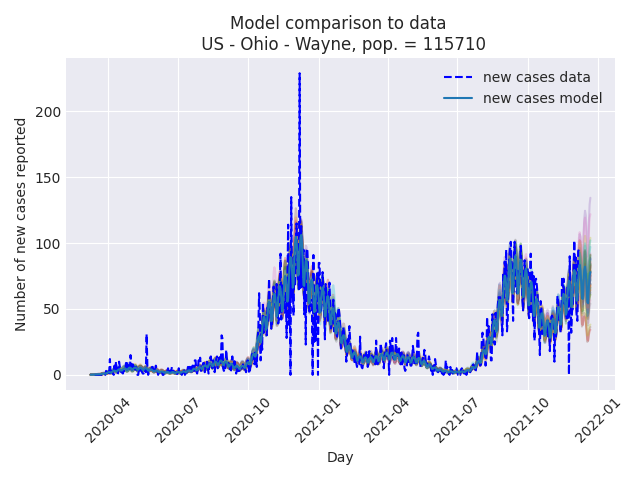 Model comparison to data
US - Ohio - Wayne, pop. = 115710
new cases data
new cases model
Number of new cases reported
200
150
100
50
0
2020-04
2020-07
2020-10
2021-01
2021-04
2021-07
2021-10
2022-01
Day